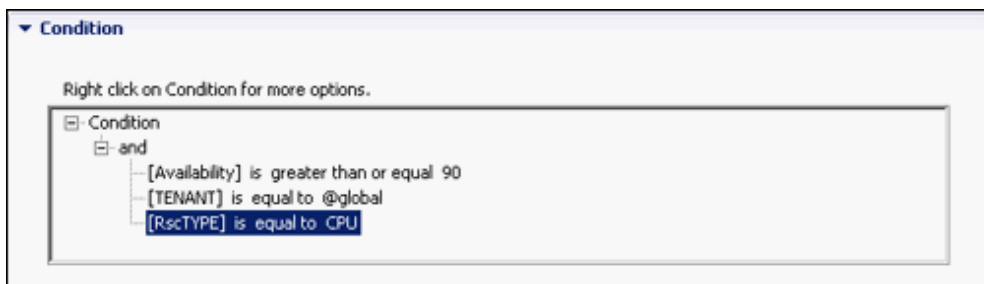 Condition
Right click on Condition for more options.
Condition
and
[Availability] is greater than or equal 90
[TENANT] is equal to @global
[RscTYPE] is equal to CPU